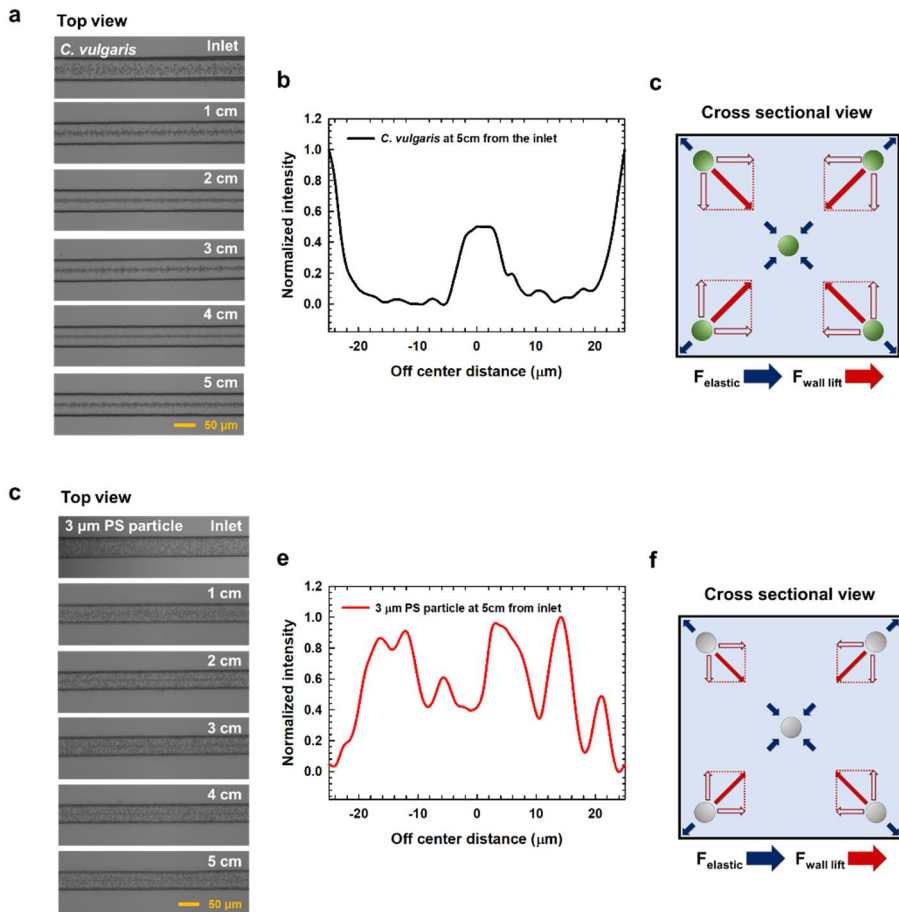 a
Top view
C. vulgaris Inlet
1 cm
2 cm
3 cm
4 cm
5 cm
50 μm
b
1.2
1.0
0.8
0.6
0.4
0.2
0.0
Normalized intensity
C. vulgaris at 5cm from the inlet
-20 -10 0 10 20
Off center distance (μm)
c
Cross sectional view
F elastic F wall lift
c
Top view
3 μm PS particle Inlet
1 cm
2 cm
3 cm
4 cm
5 cm
50 μm
e
1.2
1.0
0.8
0.6
0.4
0.2
0.0
Normalized intensity
3 μm PS particle at 5cm from inlet
-20 -10 0 10 20
Off center distance (μm)
f
Cross sectional view
F elastic F wall lift